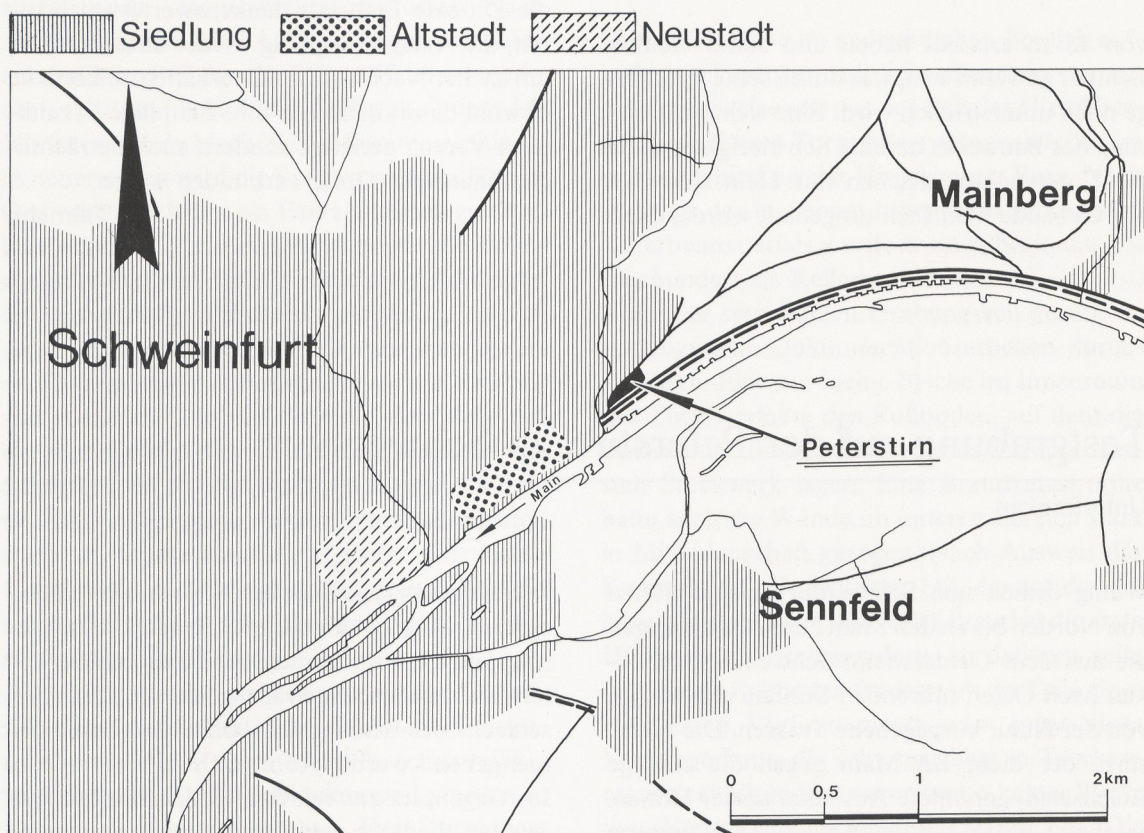 Siedlung Altstadt Neustadt
Mainberg
Schweinfurt
Peterstirn
Main
Sennfeld
0 0,5 1 2km